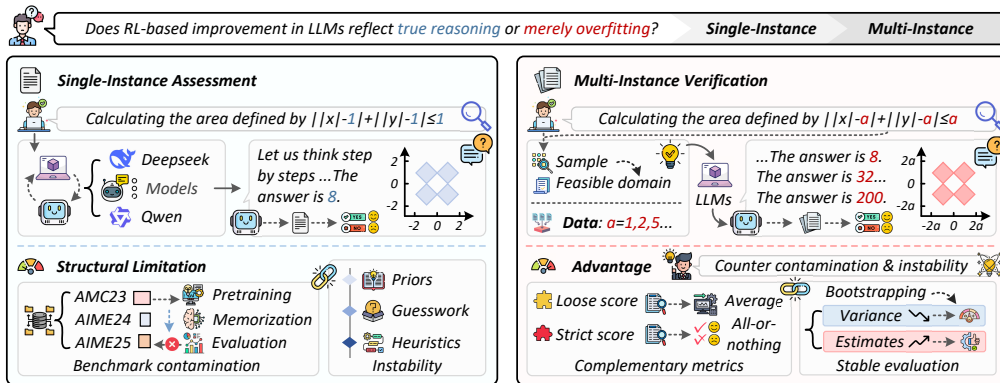 Does RL-based improvement in LLMs reflect true reasoning or merely overfitting?
Single-Instance
Multi-Instance
Single-Instance Assessment
Calculating the area defined by ||x|-1|+||y|-1|≤1
Deepseek
Models
Qwen
Let us think step
by steps ...The
answer is 8.
YES
NO
2
0
-2
-2 0 2
Structural Limitation
AMC23
AIME24
AIME25
Pretraining
Memorization
Evaluation
Benchmark contamination
Priors
Guesswork
Heuristics
Instability
Multi-Instance Verification
Calculating the area defined by ||x|-a|+||y|-a|≤a
Sample
Feasible domain
Data: a=1,2,5...
LLMs
...The answer is 8.
The answer is 32...
The answer is 200.
YES
NO
2a
0
-2a
-2a 0 2a
Advantage
Counter contamination & instability
Loose score
Average
Strict score
All-or-
nothing
Complementary metrics
Bootstrapping
Variance
Estimates
Stable evaluation